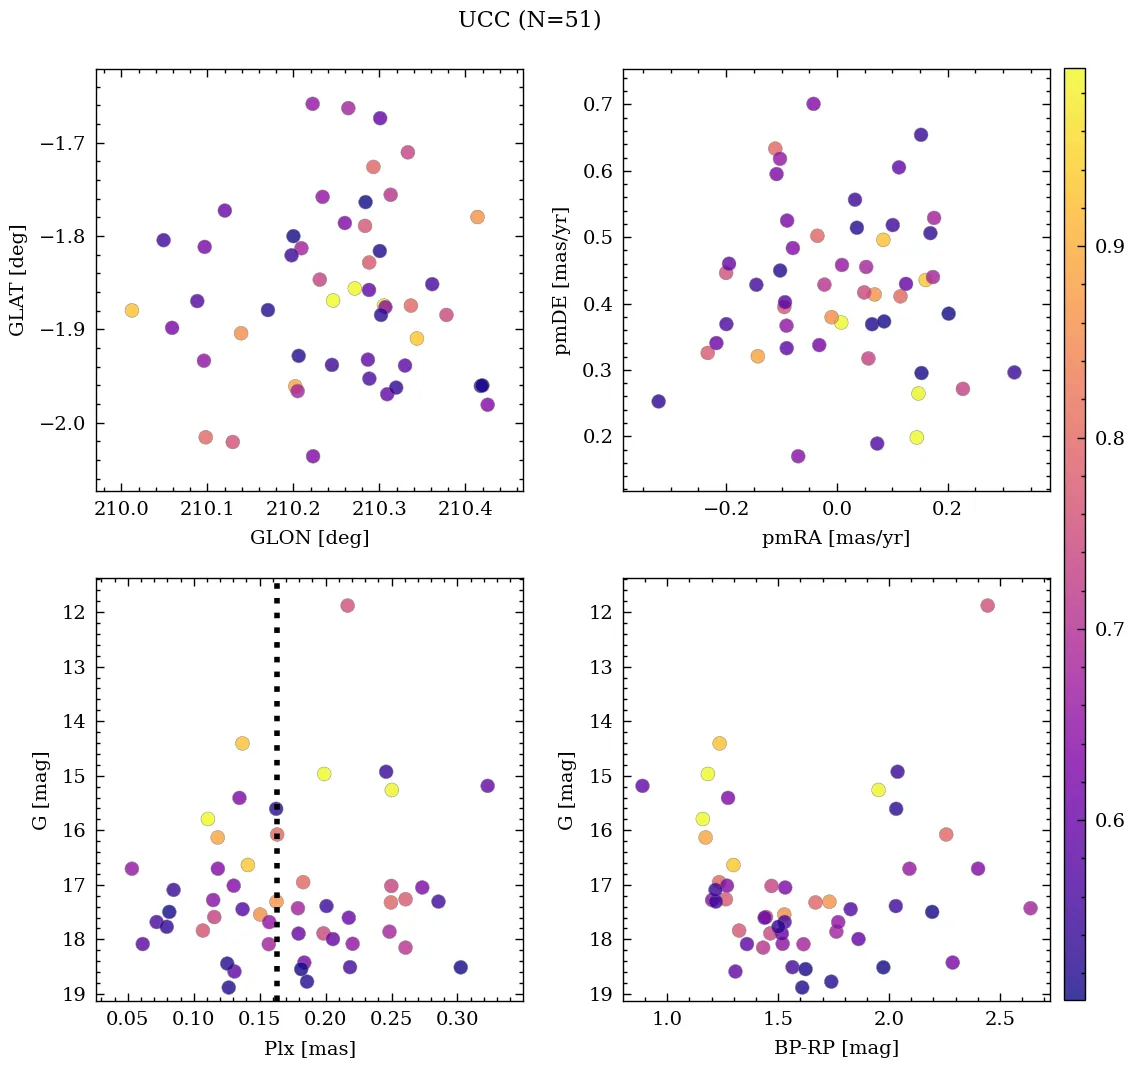 UCC (N=51)
−1.7
−1.8
−1.9
−2.0
GLAT [deg]
210.0 210.1 210.2 210.3 210.4
GLON [deg]
0.7
0.6
0.5
0.4
0.3
0.2
pmDE [mas/yr]
−0.2 0.0 0.2
pmRA [mas/yr]
0.9
0.8
0.7
0.6
12
13
14
15
16
17
18
19
G [mag]
0.05 0.10 0.15 0.20 0.25 0.30
Plx [mas]
12
13
14
15
16
17
18
19
G [mag]
1.0 1.5 2.0 2.5
BP-RP [mag]